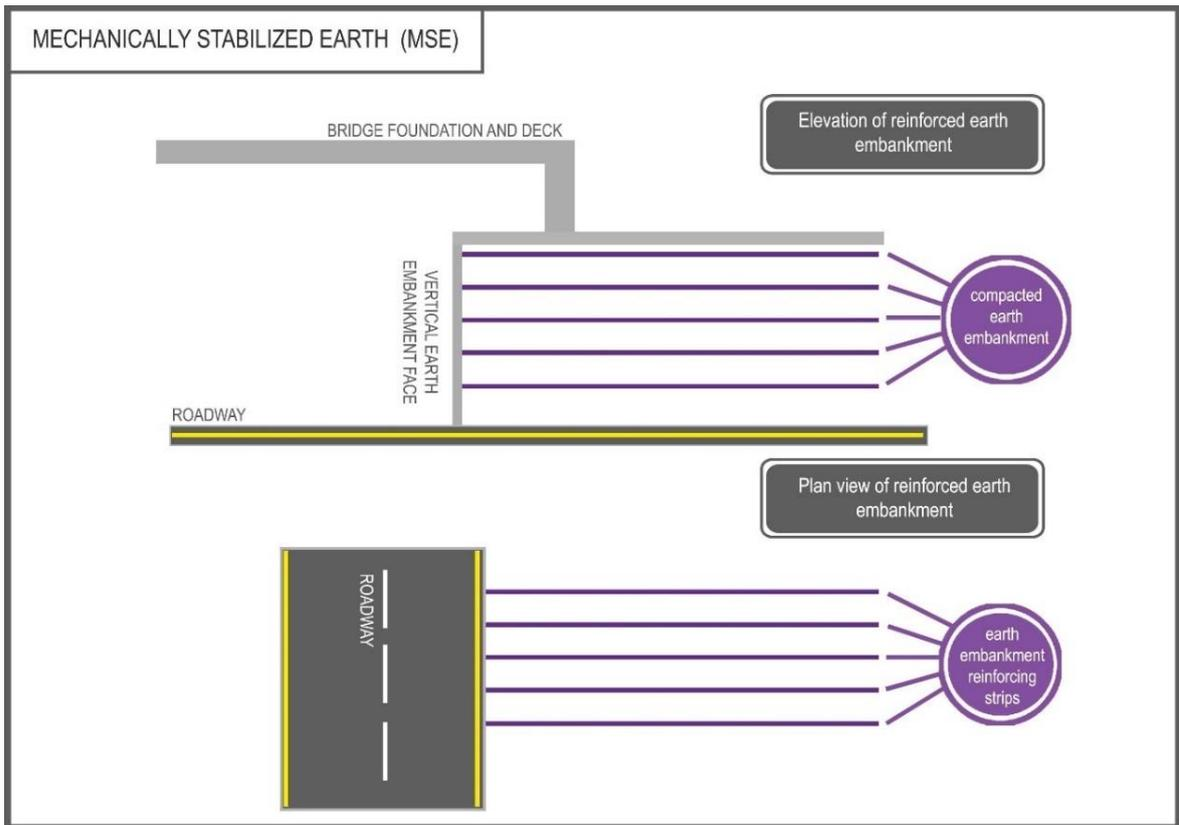 MECHANICALLY STABILIZED EARTH (MSE)
Elevation of reinforced earth
embankment
BRIDGE FOUNDATION AND DECK
VERTICAL EARTH
EMBANKMENT FACE
compacted
earth
embankment
ROADWAY
Plan view of reinforced earth
embankment
ROADWAY
earth
embankment
reinforcing
strips